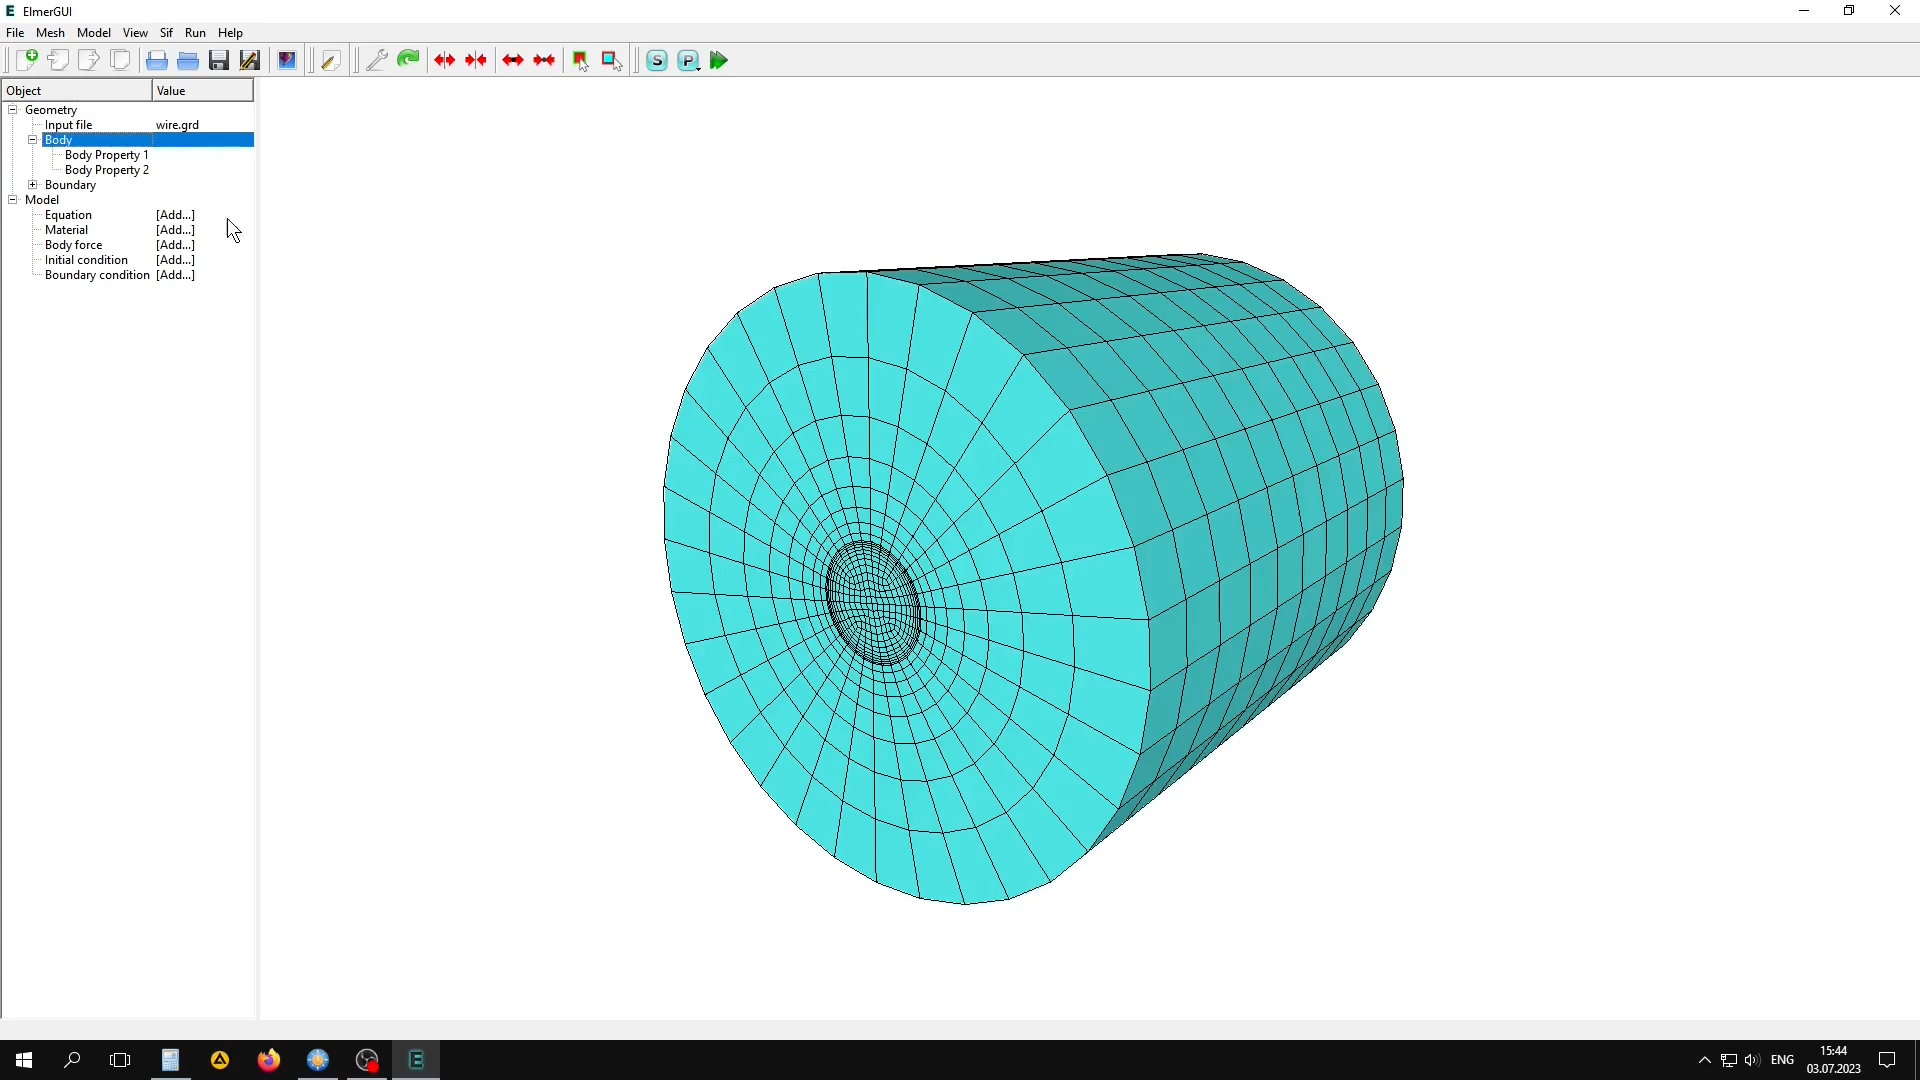 ElmerGUI
File Mesh Model View Sif Run Help
S P
Object Value
Geometry
Input file wire.grd
Body
Body Property 1
Body Property 2
Boundary
Model
Equation [Add...]
Material [Add...]
Body force [Add...]
Initial condition [Add...]
Boundary condition [Add...]
E ENG 15:44
03.07.2023